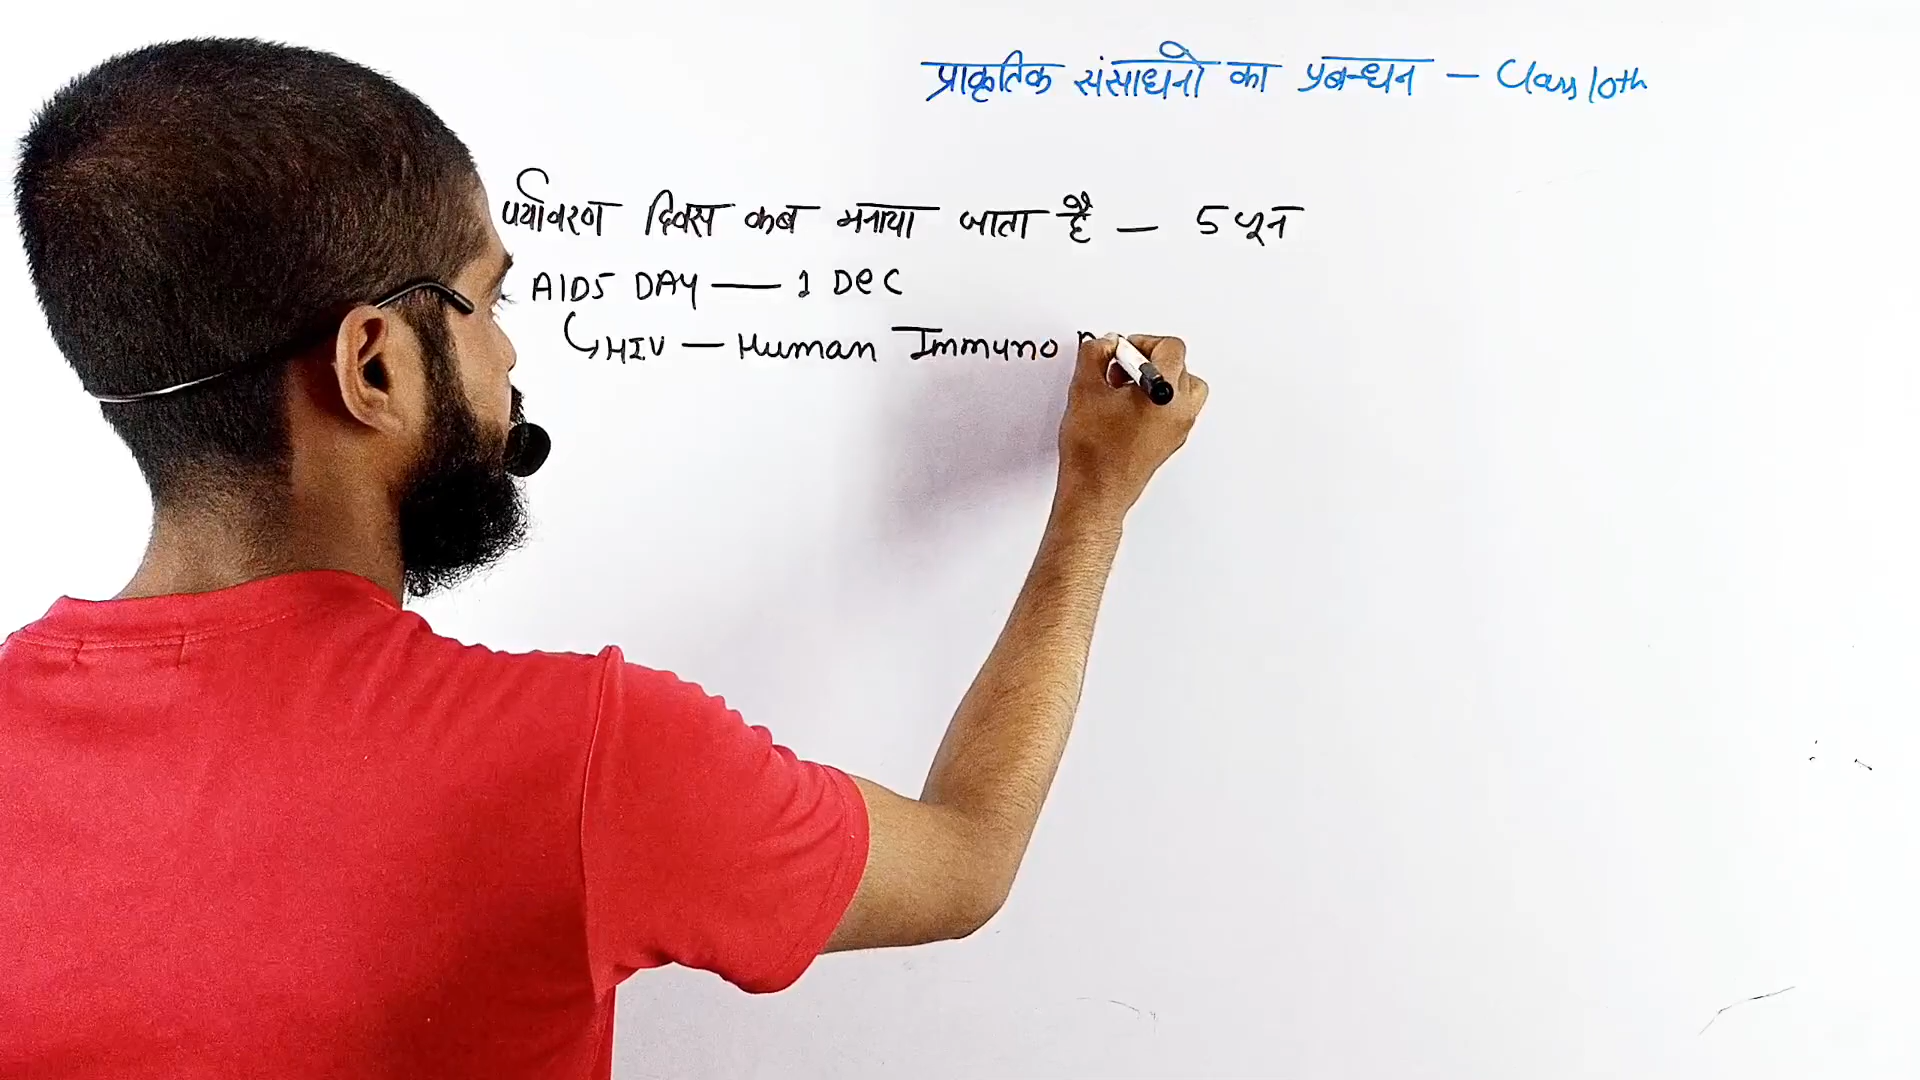 प्राकृतिक संसाधनो का प्रबन्धन - Class 10th
पर्यावरण दिवस कब मनाया जाता है - 5 जून
AIDS DAY — 1 Dec
HIV — Human Immuno